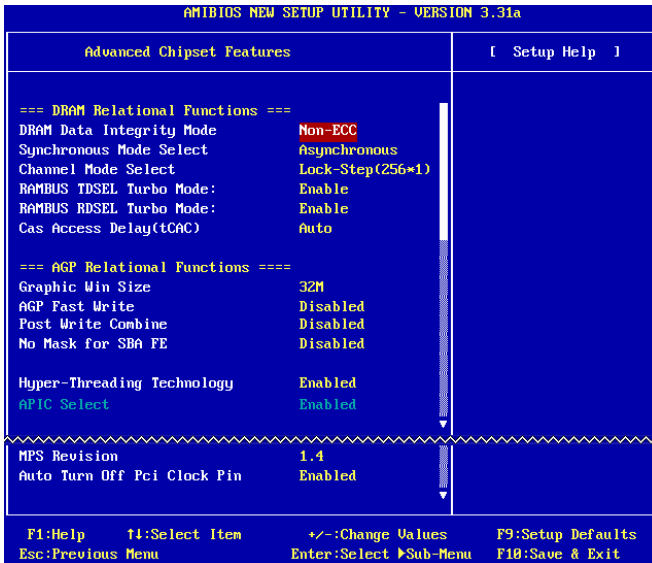 AMIBIOS NEW SETUP UTILITY - VERSION 3.31a
Advanced Chipset Features
[ Setup Help ]
=== DRAM Relational Functions ===
DRAM Data Integrity Mode Non-ECC
Synchronous Mode Select Asynchronous
Channel Mode Select Lock-Step(256*1)
RAMBUS TDSEL Turbo Mode: Enable
RAMBUS RDSEL Turbo Mode: Enable
Cas Access Delay(tCAC) Auto
=== AGP Relational Functions ====
Graphic Win Size 32M
AGP Fast Write Disabled
Post Write Combine Disabled
No Mask for SBA FE Disabled
Hyper-Threading Technology Enabled
APIC Select Enabled
MPS Revision 1.4
Auto Turn Off Pci Clock Pin Enabled
F1:Help ↑↓:Select Item +/-:Change Values F9:Setup Defaults
Esc:Previous Menu Enter:Select ▶Sub-Menu F10:Save & Exit